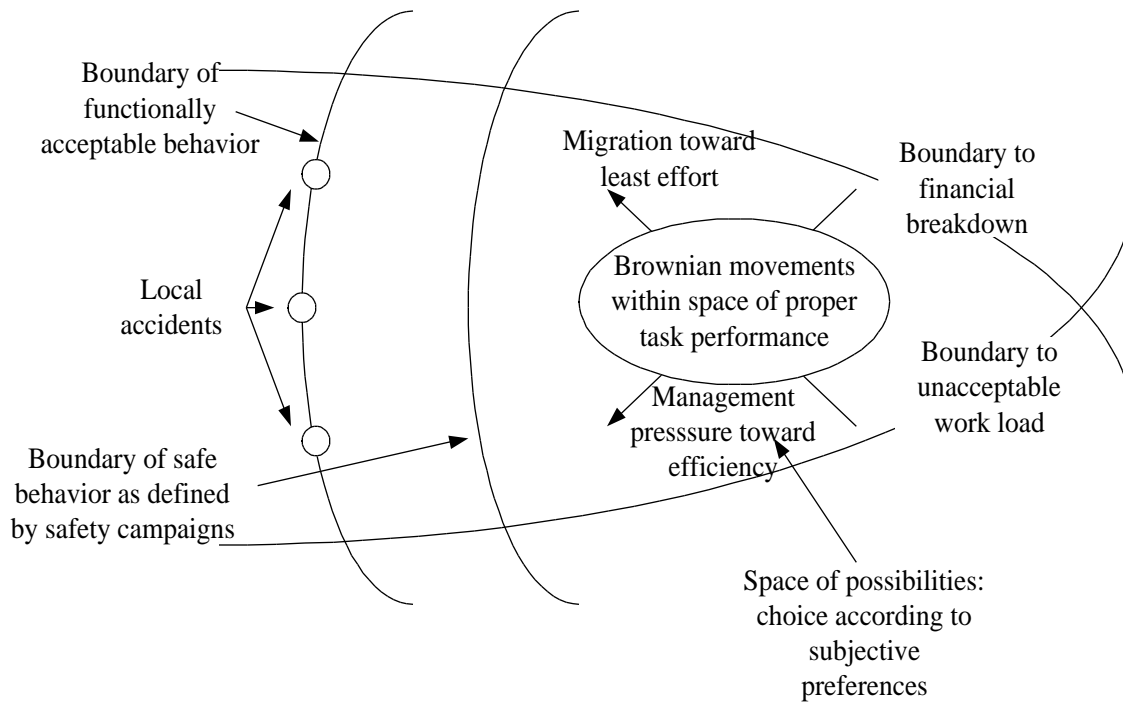 Boundary of
functionally
acceptable behavior
Migration toward
least effort
Boundary to
financial
breakdown
Brownian movements
within space of proper
task performance
Local
accidents
Boundary to
unacceptable
work load
Management
presssure toward
efficiency
Boundary of safe
behavior as defined
by safety campaigns
Space of possibilities:
choice according to
subjective
preferences